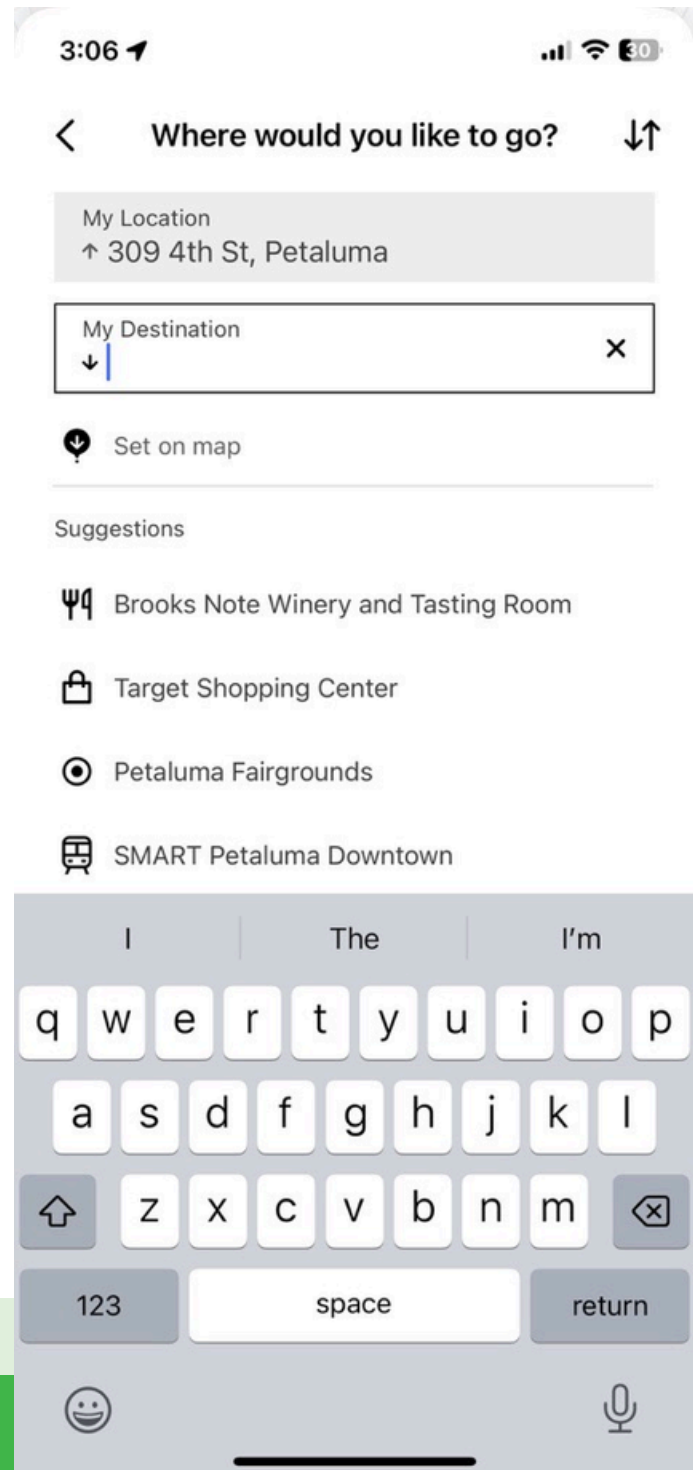 3:06
30
Where would you like to go?
My Location
309 4th St, Petaluma
My Destination
Set on map
Suggestions
Brooks Note Winery and Tasting Room
Target Shopping Center
Petaluma Fairgrounds
SMART Petaluma Downtown
I The I'm
q w e r t y u i o p
a s d f g h j k l
z x c v b n m
123 space return